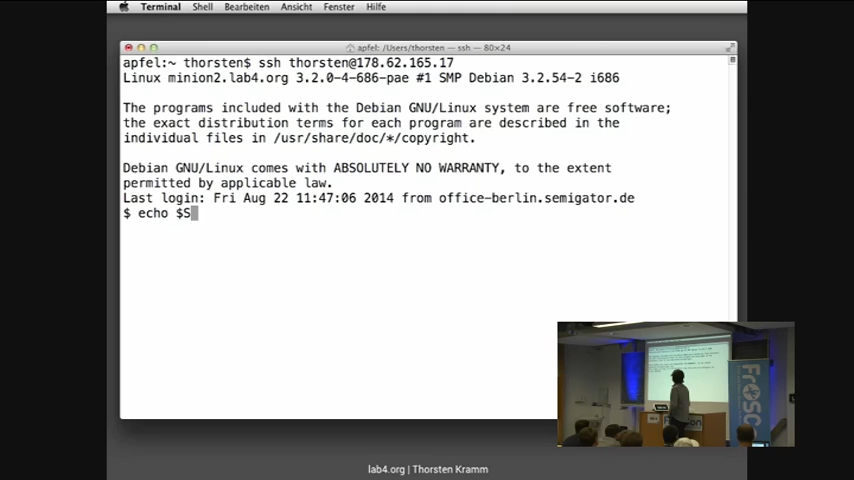 Terminal Shell Bearbeiten Ansicht Fenster Hilfe
apfel: /Users/thorsten — ssh — 80×24
apfel:~ thorsten$ ssh thorsten@178.62.165.17
Linux minion2.lab4.org 3.2.0-4-686-pae #1 SMP Debian 3.2.54-2 i686
The programs included with the Debian GNU/Linux system are free software;
the exact distribution terms for each program are described in the
individual files in /usr/share/doc/*/copyright.
Debian GNU/Linux comes with ABSOLUTELY NO WARRANTY, to the extent
permitted by applicable law.
Last login: Fri Aug 22 11:47:06 2014 from office-berlin.semigator.de
$ echo $S
lab4.org | Thorsten Kramm